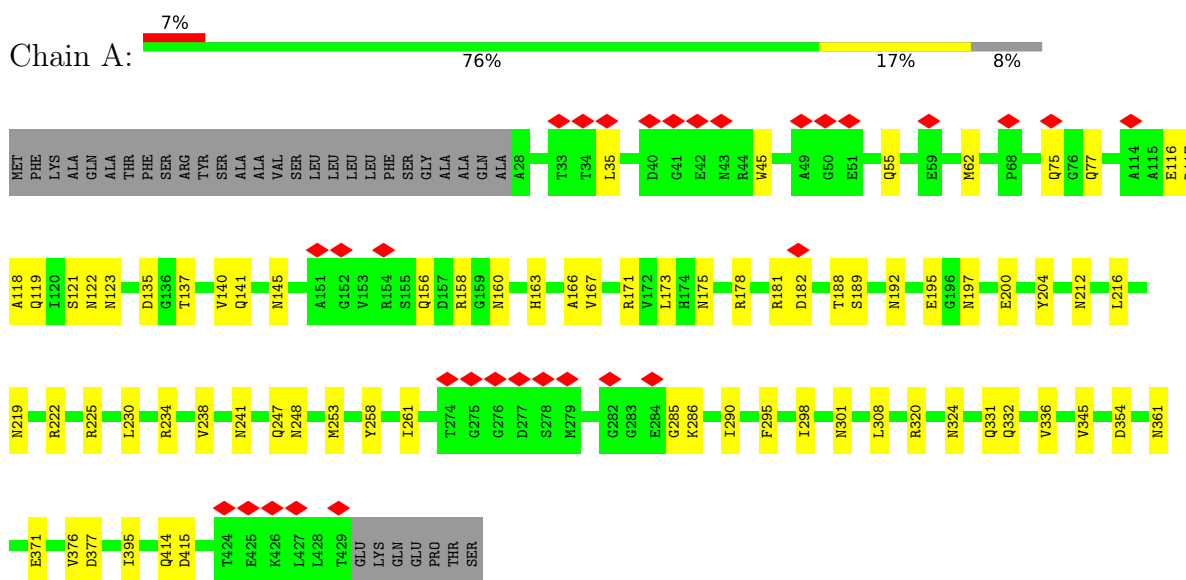 7%
Chain A:
76% 17% 8%
MET PHE LYS ALA GLN ALA THR PHE SER ARG TYR SER ALA ALA VAL SER LEU LEU LEU LEU PHE SER GLY ALA ALA GLN ALA A28 T33 T34 L35 D40 G41 E42 N43 R44 W45 A49 G50 E51 Q55 E59 M62 P68 Q75 G76 Q77 A114 A115 E116
A118 Q119 I120 S121 N122 N123 D135 G136 T137 V140 Q141 N145 A151 G152 V153 R154 S155 Q156 D157 R158 G159 N160 H163 A166 V167 R171 V172 L173 H174 N175 R178 R181 D182 T188 S189 N192 E195 G196 N197 E200 Y204 N212 L216
N219 R222 R225 L230 R234 V238 N241 Q247 N248 M253 Y258 I261 T274 G275 G276 D277 S278 M279 G282 G283 E284 G285 K286 I290 F295 I298 N301 L308 R320 N324 Q331 Q332 V336 V345 D354 N361
E371 V376 D377 I395 Q414 D415 T424 E425 K426 L427 L428 T429 GLU LYS GLN GLU PRO THR SER